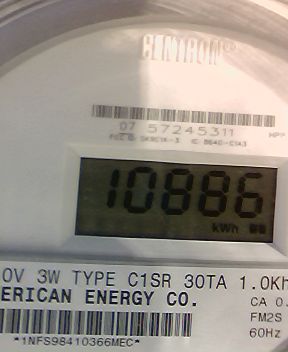 CENTRON®
07 57245311
10886
kWh
0V 3W TYPE C1SR 30TA 1.0Kh
ERICAN ENERGY CO.
CA 0.
FM2S
60Hz
*1NFS98410366MEC*